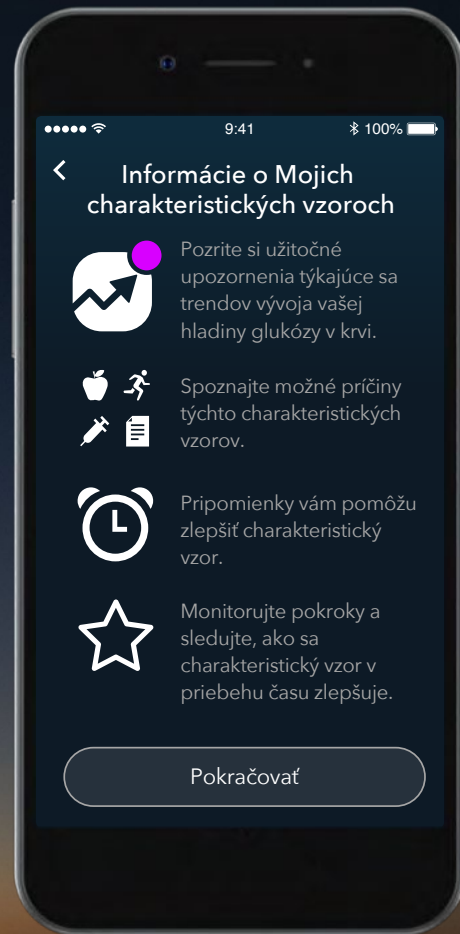 9:41
100%
Informácie o Mojich
charakteristických vzoroch
Pozrite si užitočné
upozornenia týkajúce sa
trendov vývoja vašej
hladiny glukózy v krvi.
Spoznajte možné príčiny
týchto charakteristických
vzorov.
Pripomienky vám pomôžu
zlepšiť charakteristický
vzor.
Monitorujte pokroky a
sledujte, ako sa
charakteristický vzor v
priebehu času zlepšuje.
Pokračovať